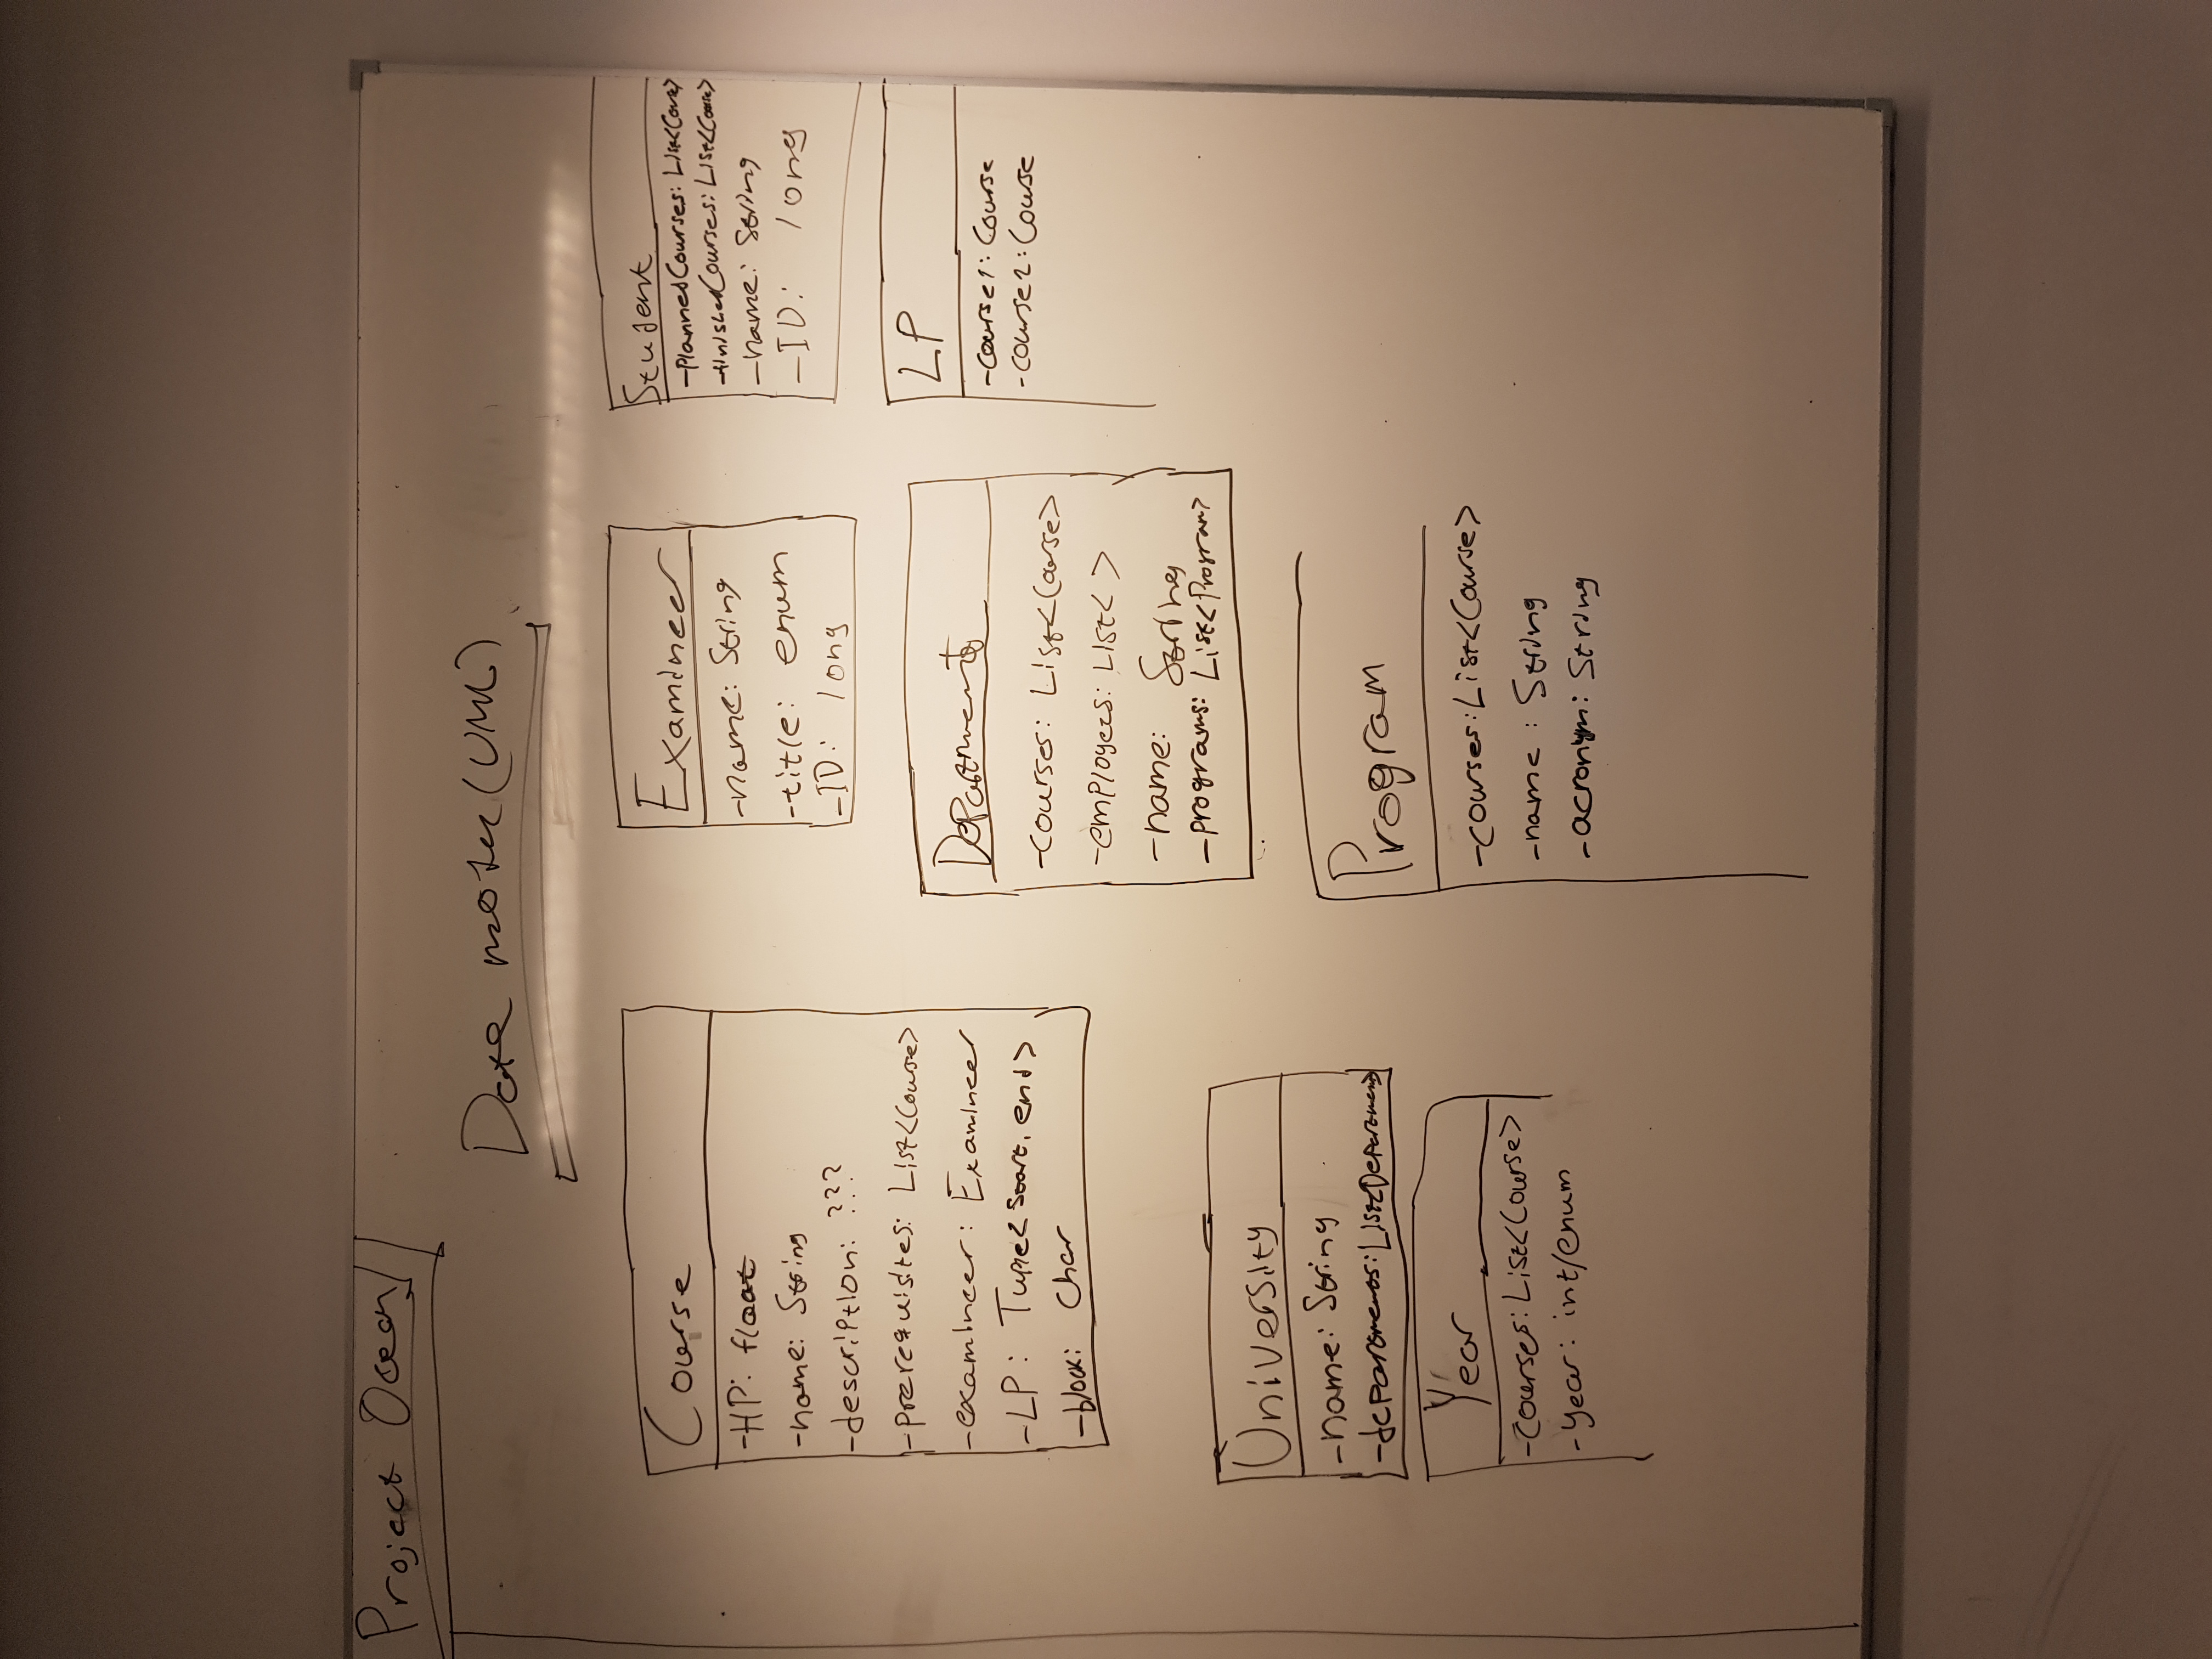 Project Ocean
Data model (UML)
Course
-HP: float
-name: String
-description: ???
-prerequisites: List<Course>
-examineer: Examineer
-LP: Tuple<start, end>
-block: Char
Examineer
-name: String
-title: enum
-ID: long
Student
-plannedCourses: List<Course>
-finishedCourses: List<Course>
-name: String
-ID: long
Department
-courses: List<Course>
-employees: List< >
-name: String
-programs: List<Program>
LP
-course1: Course
-course2: Course
University
-name: String
-departments: List<Department>
Year
-courses: List<Course>
-year: int/enum
Program
-courses: List<Course>
-name: String
-acronym: String